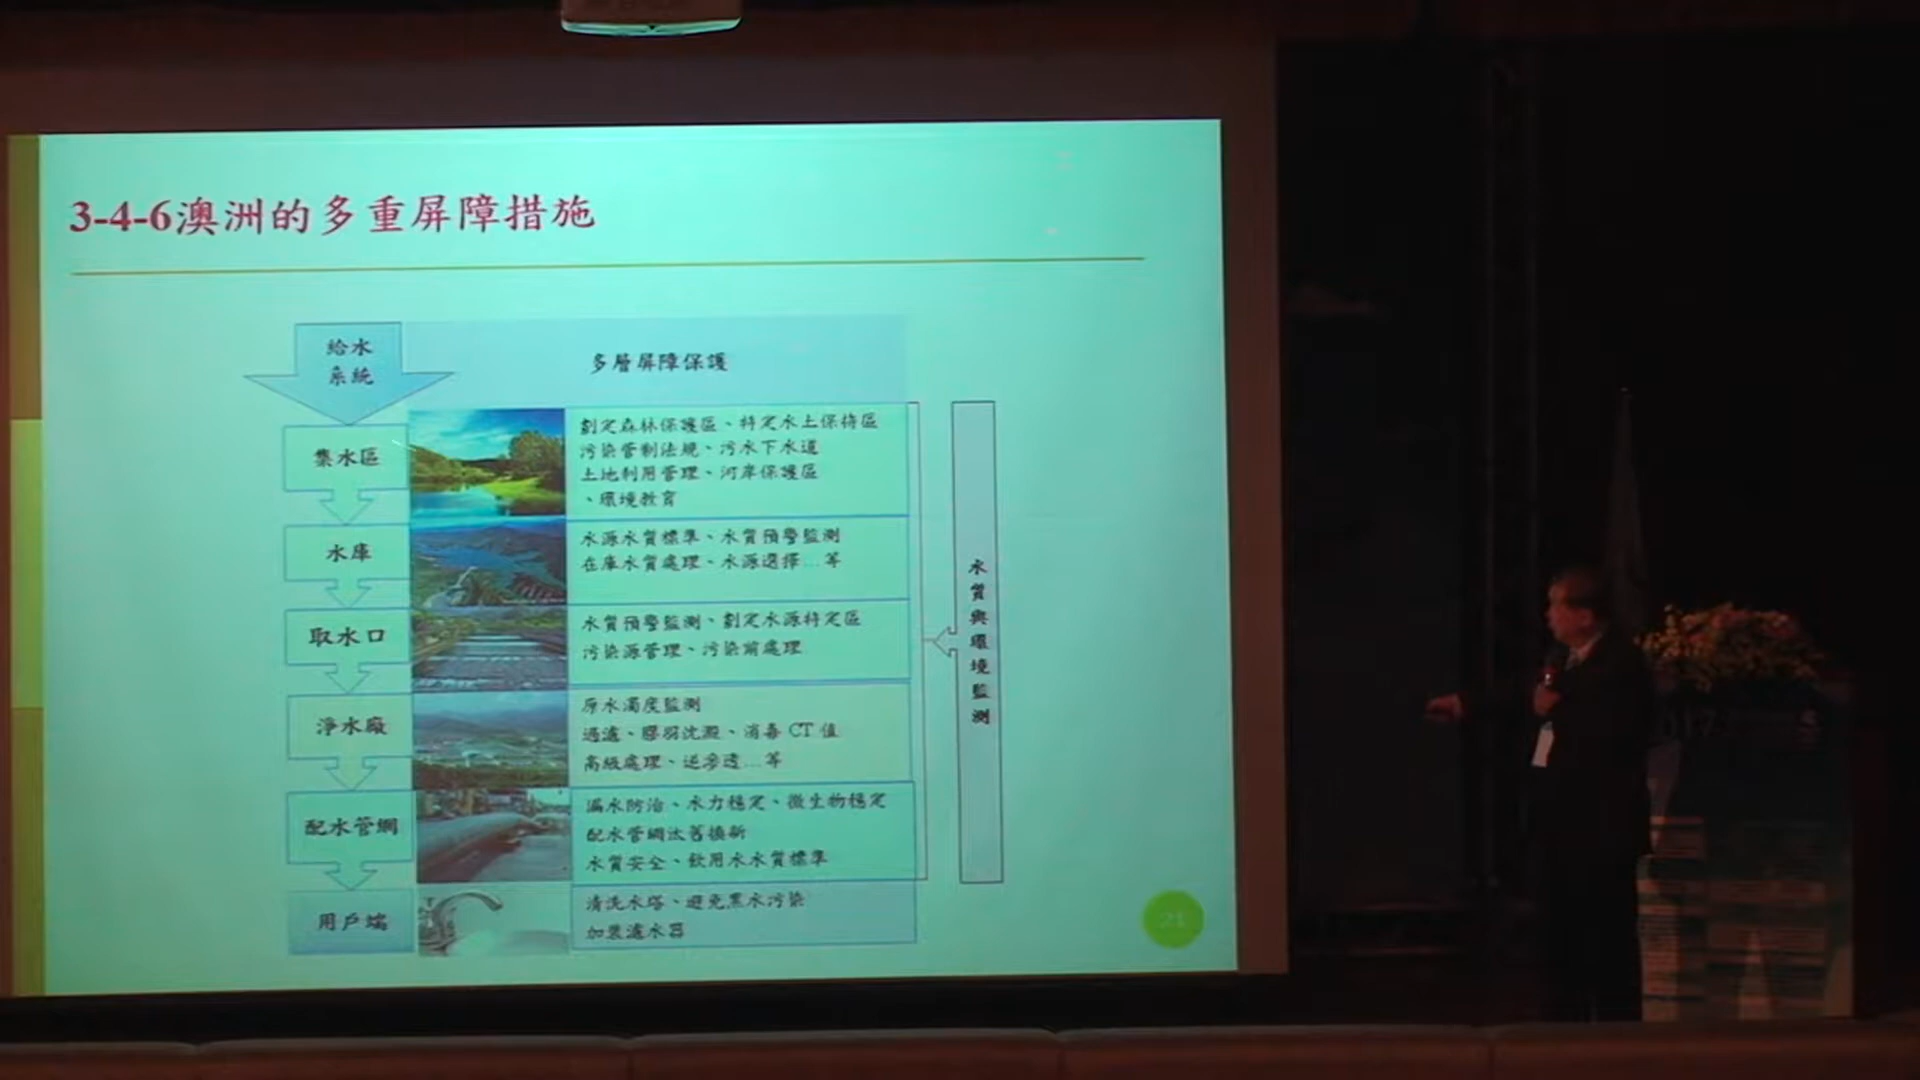 3-4-6澳洲的多重屏障措施
給水
系統
多層屏障保護
集水區
劃定森林保護區、特定水土保持區
污染管制法規、污水下水道
土地利用管理、河岸保護區
、環境教育
水庫
水源水質標準、水質預警監測
在庫水質處理、水源選擇...等
取水口
水質預警監測、劃定水源特定區
污染源管理、污染前處理
淨水廠
原水濁度監測
過濾、膠羽沈澱、消毒 CT 值
高級處理、逆滲透...等
配水管網
漏水防治、水力穩定、微生物穩定
配水管網汰舊換新
水質安全、飲用水水質標準
用戶端
清洗水塔、避免黑水污染
加裝濾水器
水質與環境監測
21